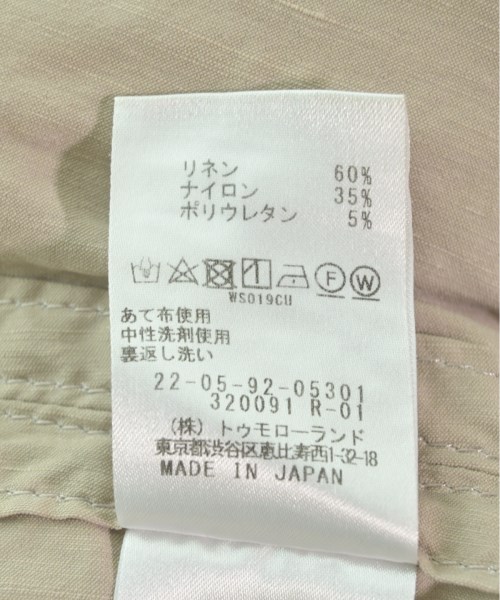 リネン 60%
ナイロン 35%
ポリウレタン 5%
F W
WS019CU
あて布使用
中性洗剤使用
裏返し洗い
22-05-92-05301
320091 R-01
(株) トゥモローランド
東京都渋谷区恵比寿西1-32-18
MADE IN JAPAN